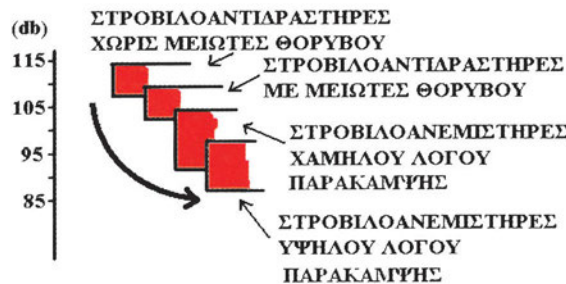 ΣΤΡΟΒΙΛΟΑΝΤΙΔΡΑΣΤΗΡΕΣ
ΧΩΡΙΣ ΜΕΙΩΤΕΣ ΘΟΡΥΒΟΥ
(db)
115
105
95
85
ΣΤΡΟΒΙΛΟΑΝΤΙΔΡΑΣΤΗΡΕΣ
ΜΕ ΜΕΙΩΤΕΣ ΘΟΡΥΒΟΥ
ΣΤΡΟΒΙΛΟΑΝΕΜΙΣΤΗΡΕΣ
ΧΑΜΗΛΟΥ ΛΟΓΟΥ
ΠΑΡΑΚΑΜΨΗΣ
ΣΤΡΟΒΙΛΟΑΝΕΜΙΣΤΗΡΕΣ
ΥΨΗΛΟΥ ΛΟΓΟΥ
ΠΑΡΑΚΑΜΨΗΣ